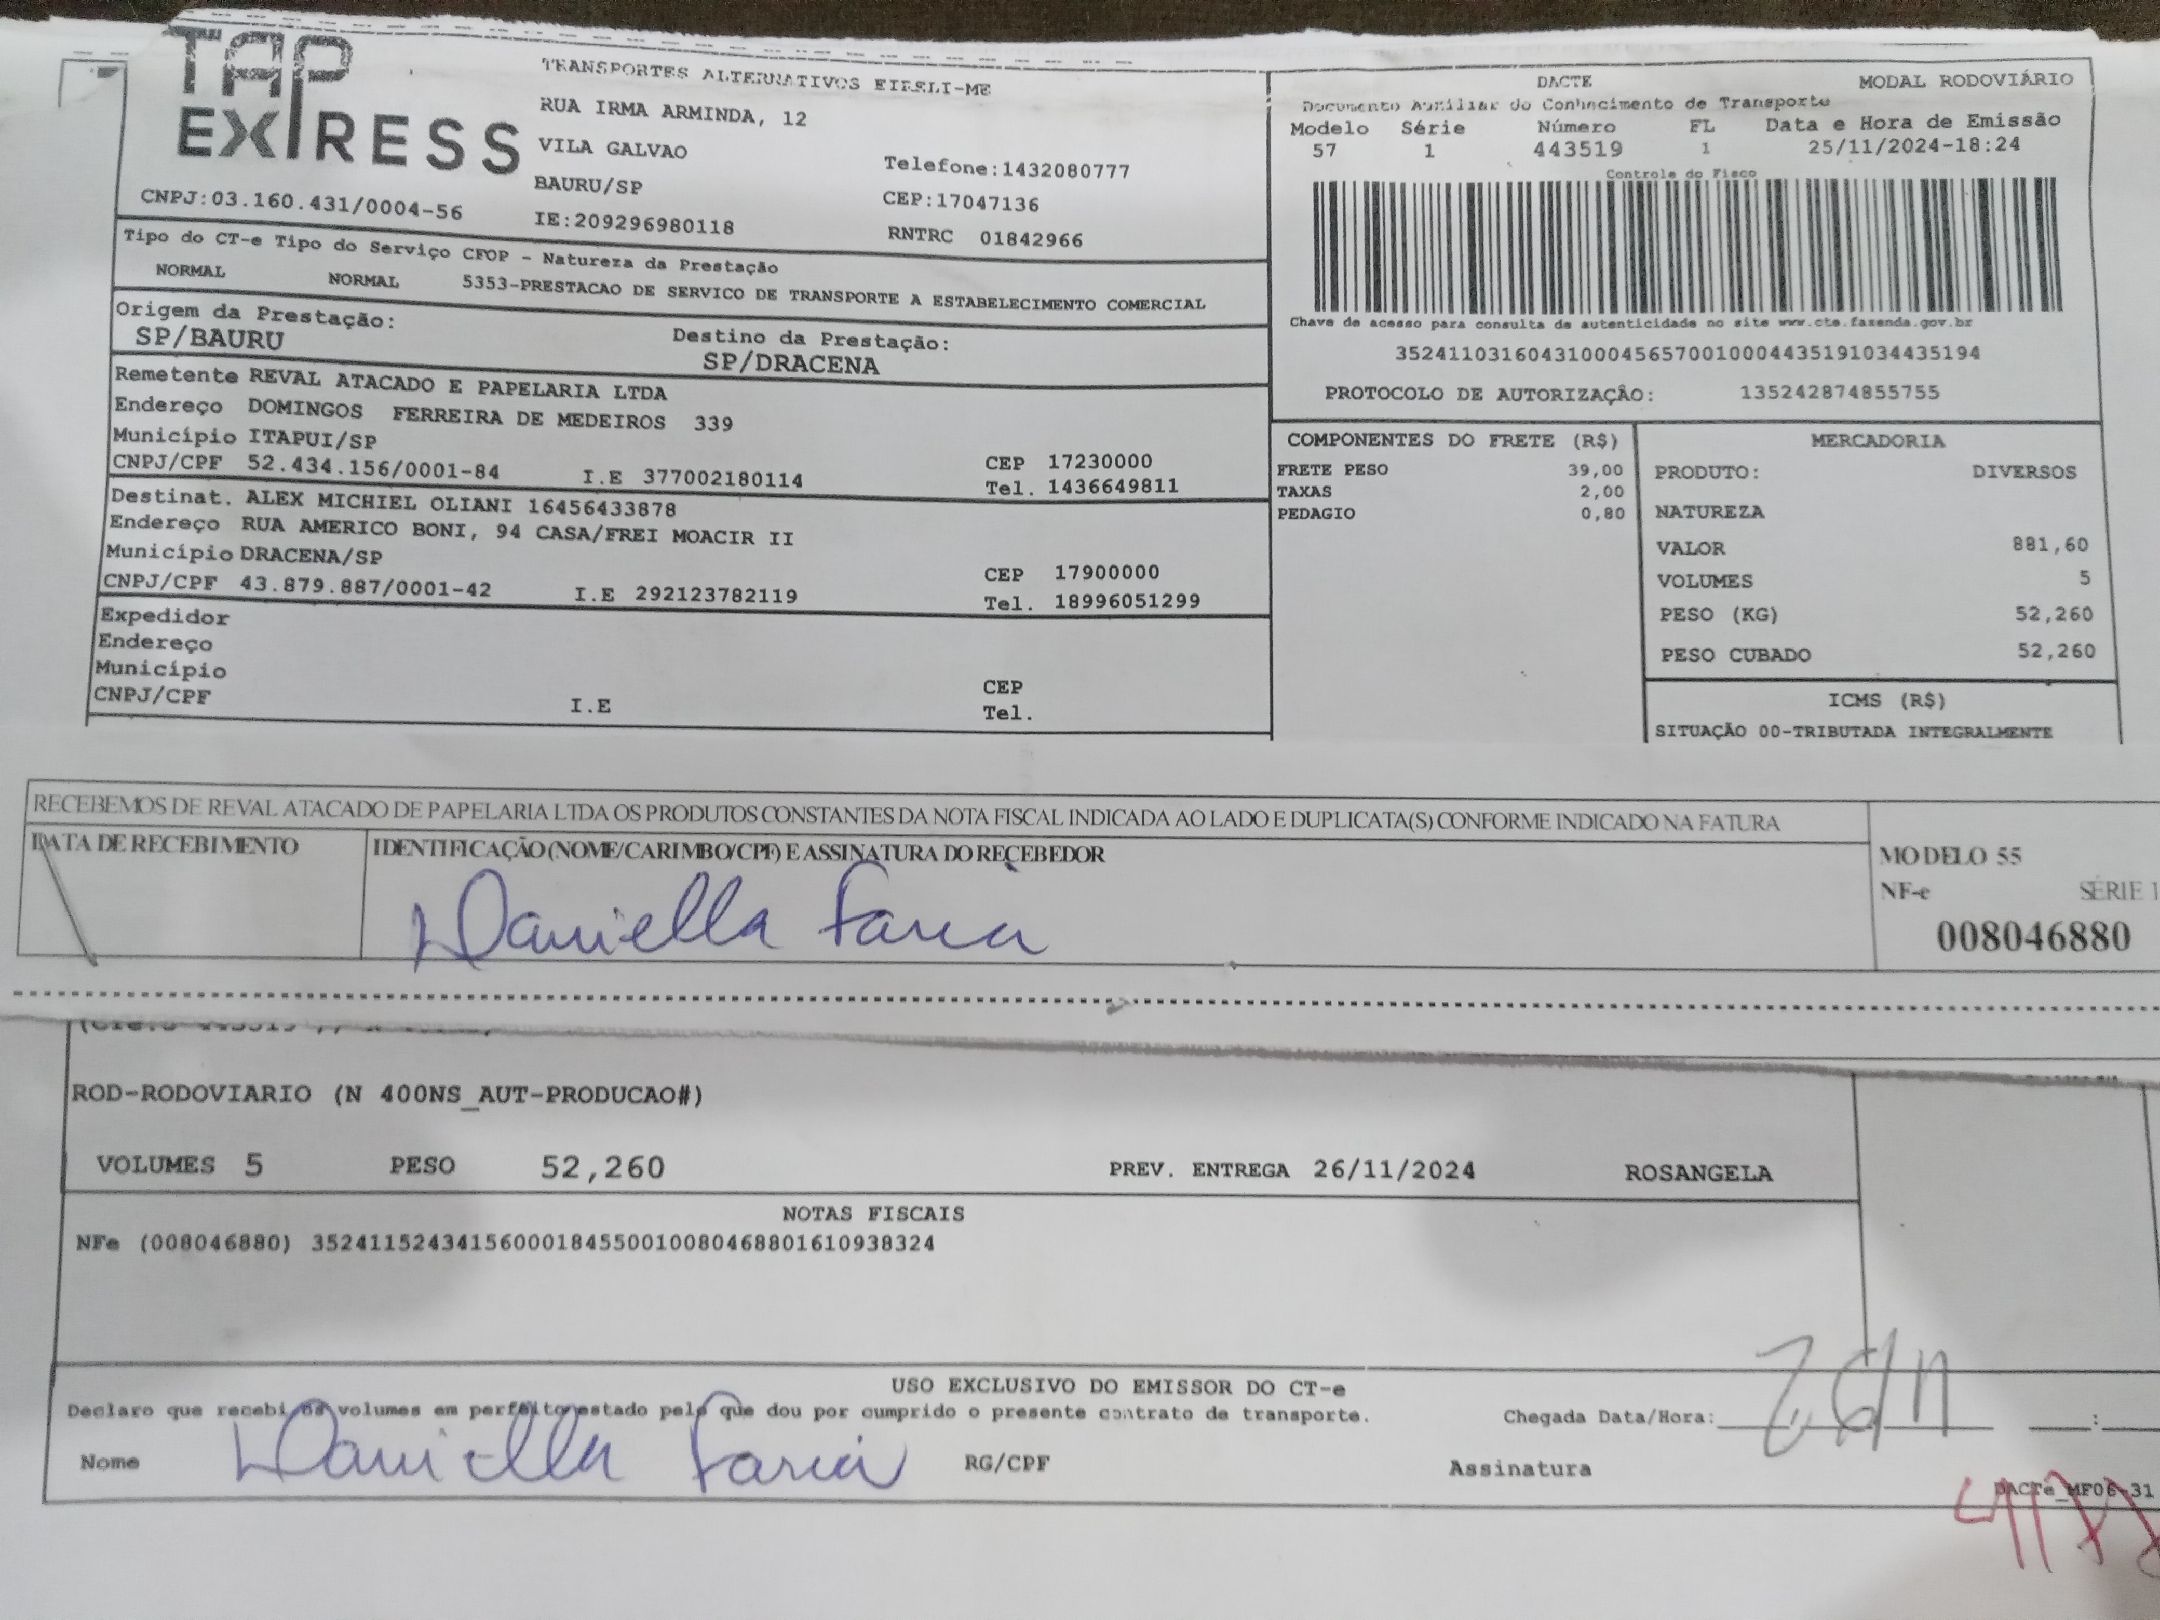 TAP EXPRESS
TRANSPORTES ALTERNATIVOS EIRELI-ME
RUA IRMA ARMINDA, 12
VILA GALVAO
Telefone:1432080777
BAURU/SP
CEP:17047136
CNPJ:03.160.431/0004-56
IE:209296980118
RNTRC 01842966
DACTE MODAL RODOVIÁRIO
Documento Auxiliar do Conhecimento de Transporte
Modelo Série Número FL Data e Hora de Emissão
57 1 443519 1 25/11/2024-18:24
Controle do Fisco
Chave de acesso para consulta de autenticidade no site www.cte.fazenda.gov.br
35241103160431000456570010004435191034435194
PROTOCOLO DE AUTORIZAÇÃO: 135242874855755
Tipo do CT-e Tipo do Serviço CFOP - Natureza da Prestação
NORMAL NORMAL 5353-PRESTACAO DE SERVICO DE TRANSPORTE A ESTABELECIMENTO COMERCIAL
Origem da Prestação: Destino da Prestação:
SP/BAURU SP/DRACENA
Remetente REVAL ATACADO E PAPELARIA LTDA
Endereço DOMINGOS FERREIRA DE MEDEIROS 339
Município ITAPUI/SP CEP 17230000
CNPJ/CPF 52.434.156/0001-84 I.E 377002180114 Tel. 1436649811
Destinat. ALEX MICHIEL OLIANI 16456433878
Endereço RUA AMERICO BONI, 94 CASA/FREI MOACIR II
Município DRACENA/SP CEP 17900000
CNPJ/CPF 43.879.887/0001-42 I.E 292123782119 Tel. 18996051299
Expedidor
Endereço
Município CEP
CNPJ/CPF I.E Tel.
COMPONENTES DO FRETE (R$)
FRETE PESO 39,00
TAXAS 2,00
PEDAGIO 0,80
MERCADORIA
PRODUTO: DIVERSOS
NATUREZA
VALOR 881,60
VOLUMES 5
PESO (KG) 52,260
PESO CUBADO 52,260
ICMS (R$)
SITUAÇÃO 00-TRIBUTADA INTEGRALMENTE
RECEBEMOS DE REVAL ATACADO DE PAPELARIA LTDA OS PRODUTOS CONSTANTES DA NOTA FISCAL INDICADA AO LADO E DUPLICATA(S) CONFORME INDICADO NA FATURA
DATA DE RECEBIMENTO IDENTIFICAÇÃO (NOME/CARIMBO/CPF) E ASSINATURA DO RECEBEDOR
Daniella Faria
MODELO 55
NF-e SÉRIE 1
008046880
ROD-RODOVIARIO (N 400NS_AUT-PRODUCAO#)
VOLUMES 5 PESO 52,260 PREV. ENTREGA 26/11/2024 ROSANGELA
NOTAS FISCAIS
NFe (008046880) 35241152434156000184550010080468801610938324
USO EXCLUSIVO DO EMISSOR DO CT-e
Declaro que recebi os volumes em perfeito estado pelo que dou por cumprido o presente contrato de transporte.
Chegada Data/Hora: 26/11 :
Nome Daniella Faria RG/CPF Assinatura
DACTe_MF06-31